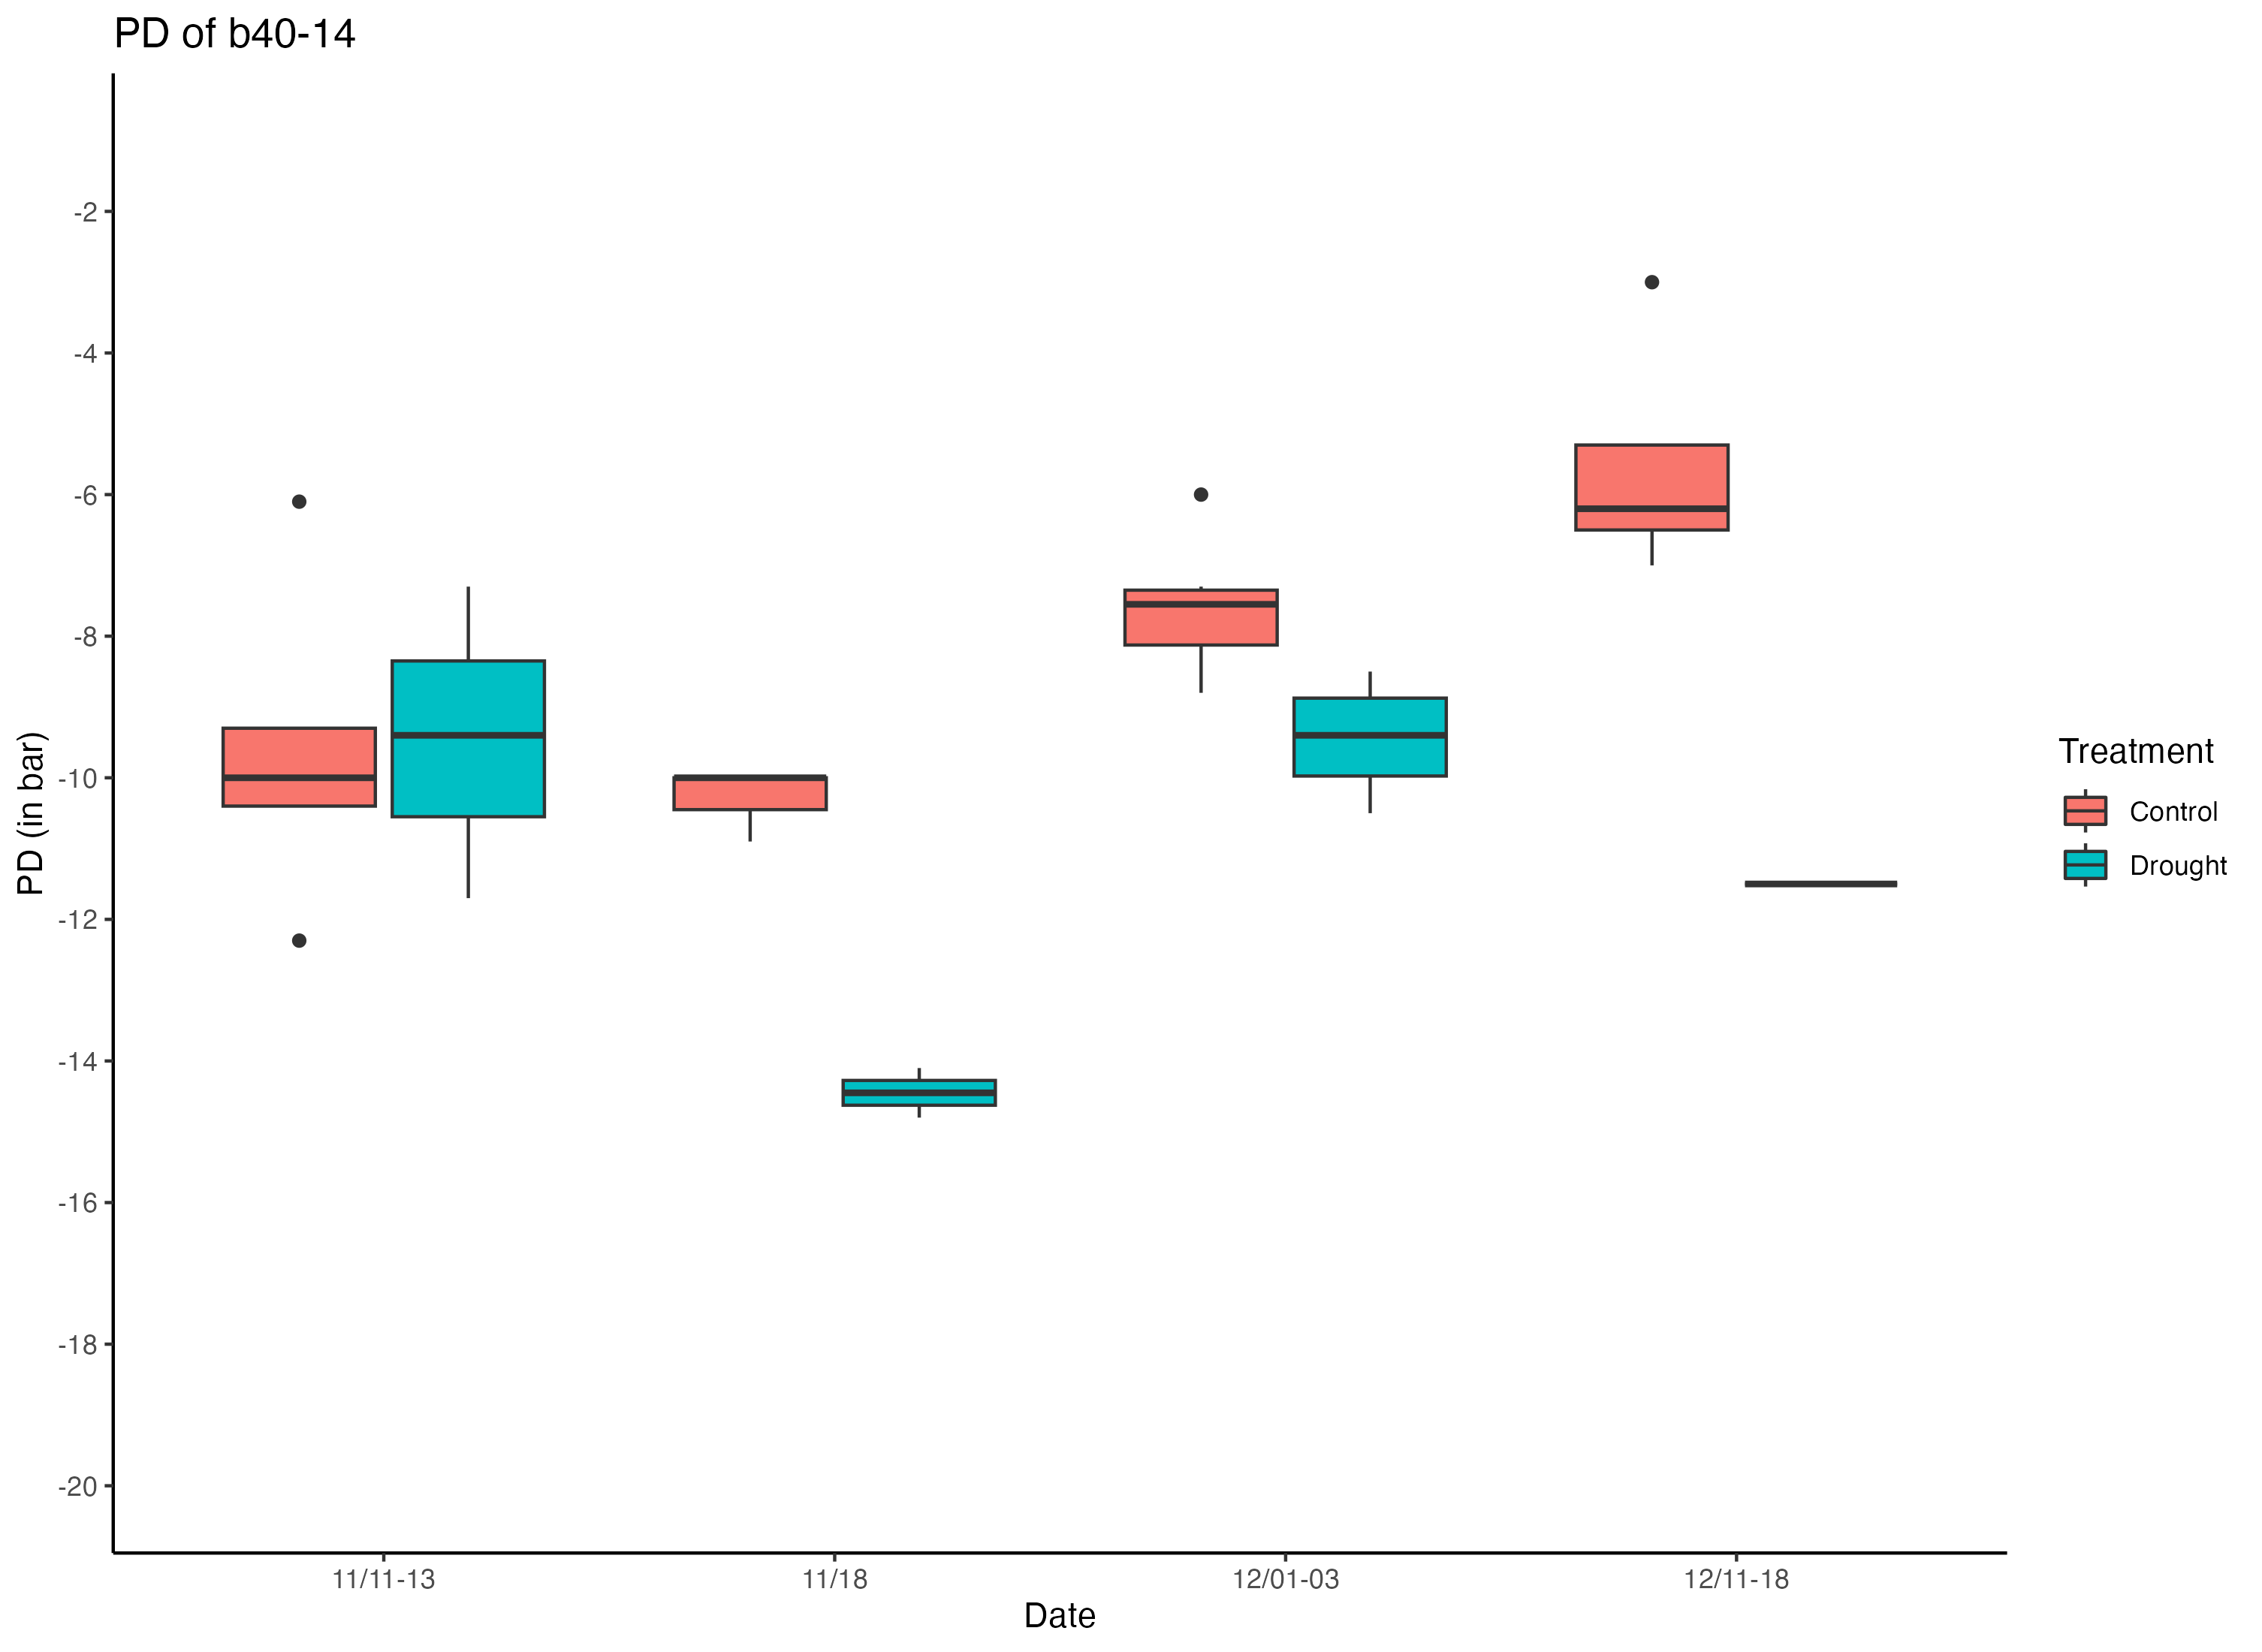 PD of b40-14
PD (in bar)
-2
-4
-6
-8
-10
-12
-14
-16
-18
-20
11/11-13
11/18
12/01-03
12/11-18
Date
Treatment
Control
Drought